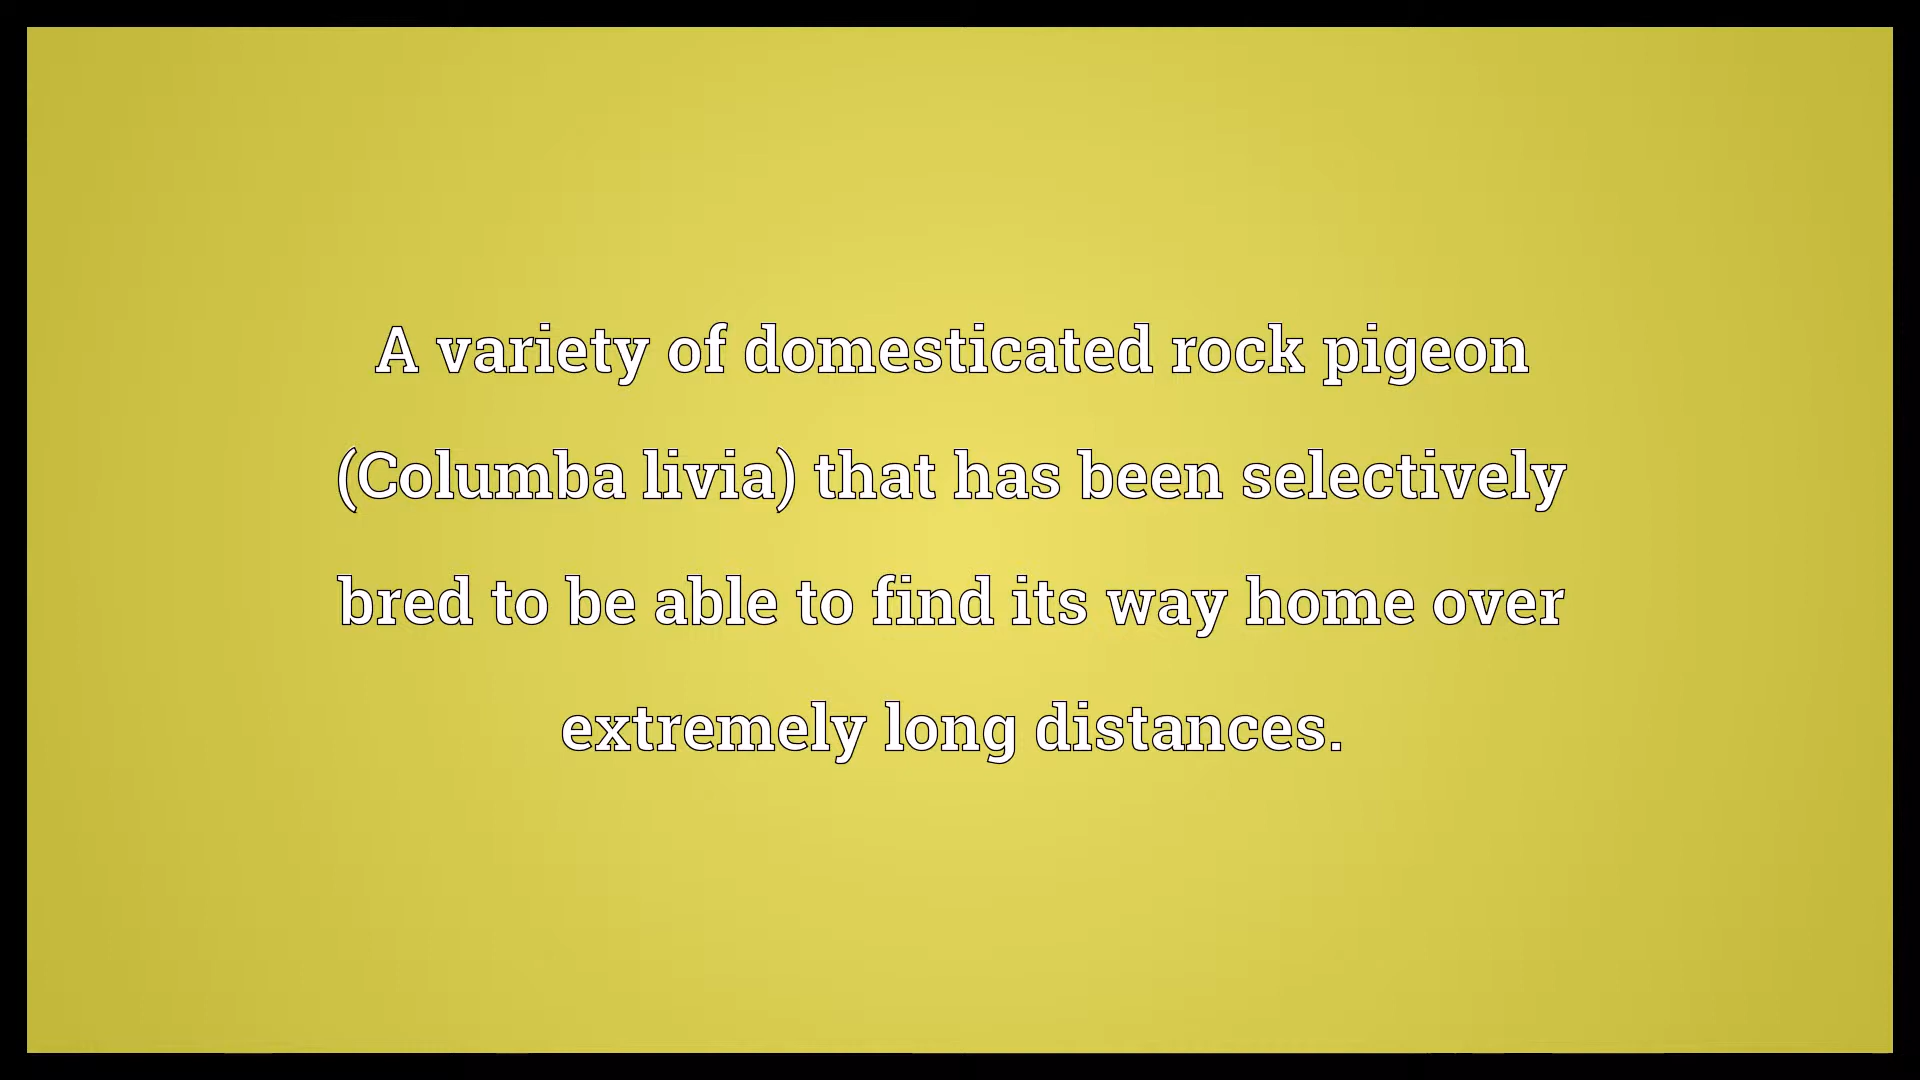 A variety of domesticated rock pigeon
(Columba livia) that has been selectively
bred to be able to find its way home over
extremely long distances.